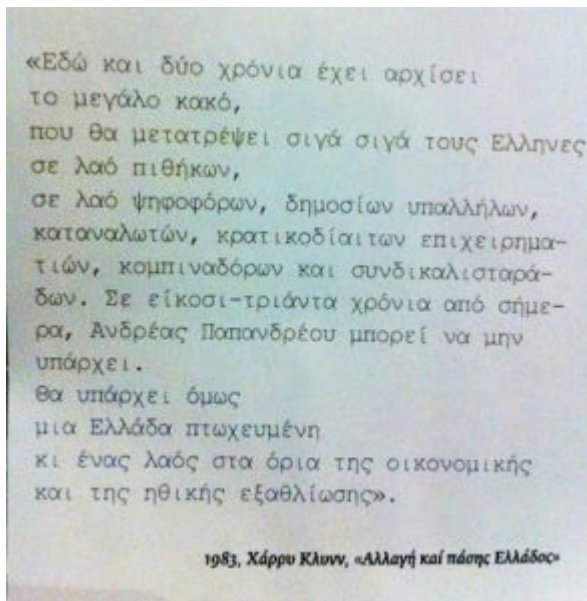 «Εδώ και δύο χρόνια έχει αρχίσει
το μεγάλο κακό,
που θα μετατρέψει σιγά σιγά τους Ελληνες
σε λαό πιθήκων,
σε λαό ψηφοφόρων, δημοσίων υπαλλήλων,
καταναλωτών, κρατικοδίαιτων επιχειρημα-
τιών, κομπιναδόρων και συνδικαλισταρά-
δων. Σε είκοσι-τριάντα χρόνια από σήμε-
ρα, Ανδρέας Παπανδρέου μπορεί να μην
υπάρχει.
θα υπάρχει όμως
μια Ελλάδα πτωχευμένη
κι ένας λαός στα όρια της οικονομικής
και της ηθικής εξαθλίωσης».
1983, Χάρρυ Κλυνν, «Αλλαγή καί πάσης Ελλάδος»